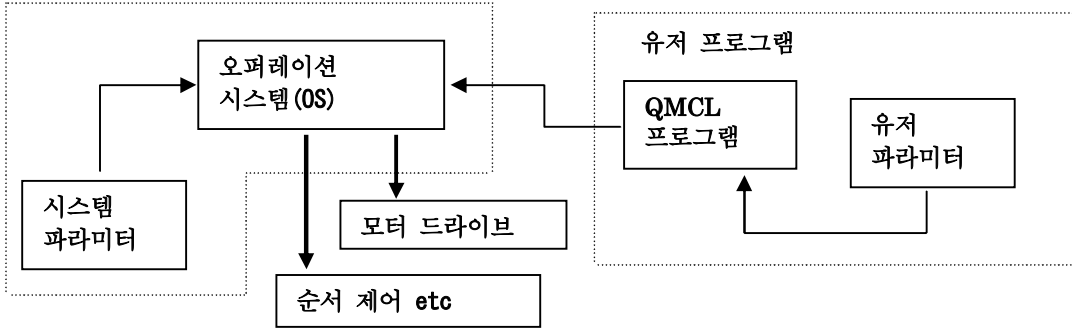 오퍼레이션
시스템(OS)
시스템
파라미터
모터 드라이브
순서 제어 etc
유저 프로그램
QMCL
프로그램
유저
파라미터